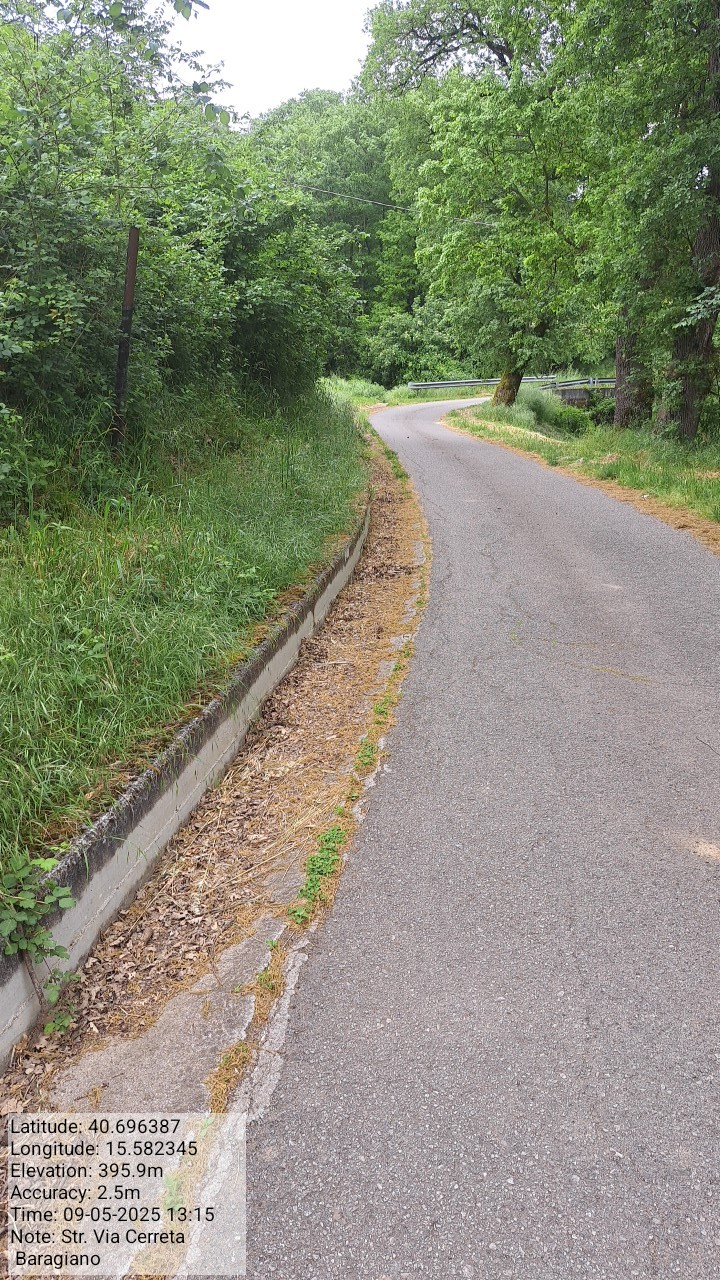 Latitude: 40.696387
Longitude: 15.582345
Elevation: 395.9m
Accuracy: 2.5m
Time: 09-05-2025 13:15
Note: Str. Via Cerreta
Baragiano